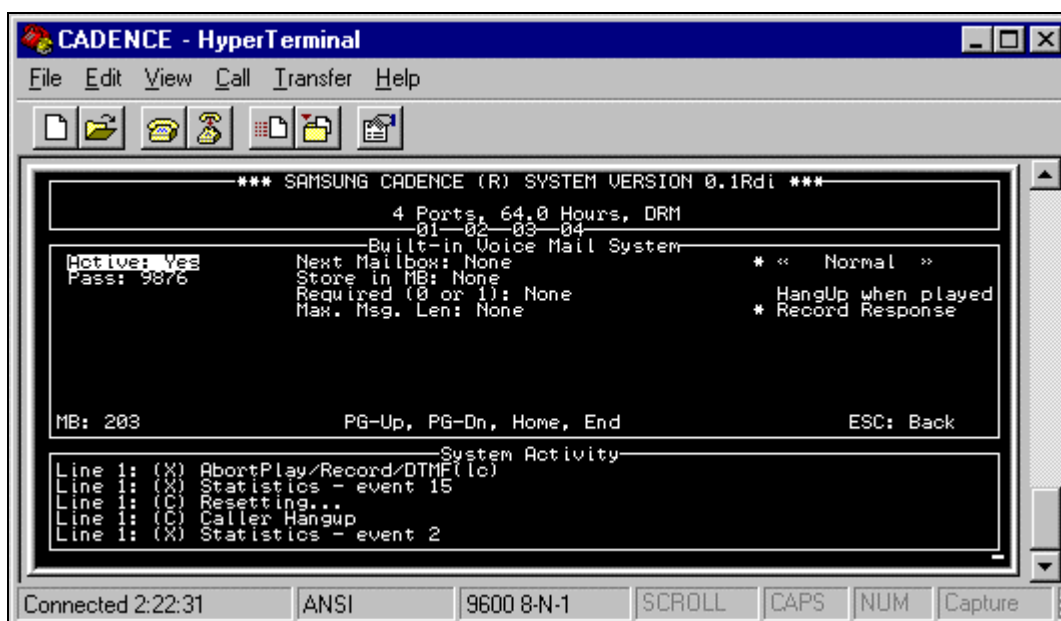 CADENCE - HyperTerminal
File Edit View Call Transfer Help
*** SAMSUNG CADENCE (R) SYSTEM VERSION 0.1Rdi ***
4 Ports, 64.0 Hours, DRM
01 02 03 04
Built-in Voice Mail System
Active: Yes Next Mailbox: None * « Normal »
Pass: 9876 Store in MB: None
Required (0 or 1): None HangUp when played
Max. Msg. Len: None * Record Response
MB: 203 PG-Up, PG-Dn, Home, End ESC: Back
System Activity
Line 1: (X) AbortPlay/Record/DTMF(lc)
Line 1: (X) Statistics - event 15
Line 1: (C) Resetting...
Line 1: (C) Caller Hangup
Line 1: (X) Statistics - event 2
Connected 2:22:31 ANSI 9600 8-N-1 SCROLL CAPS NUM Capture